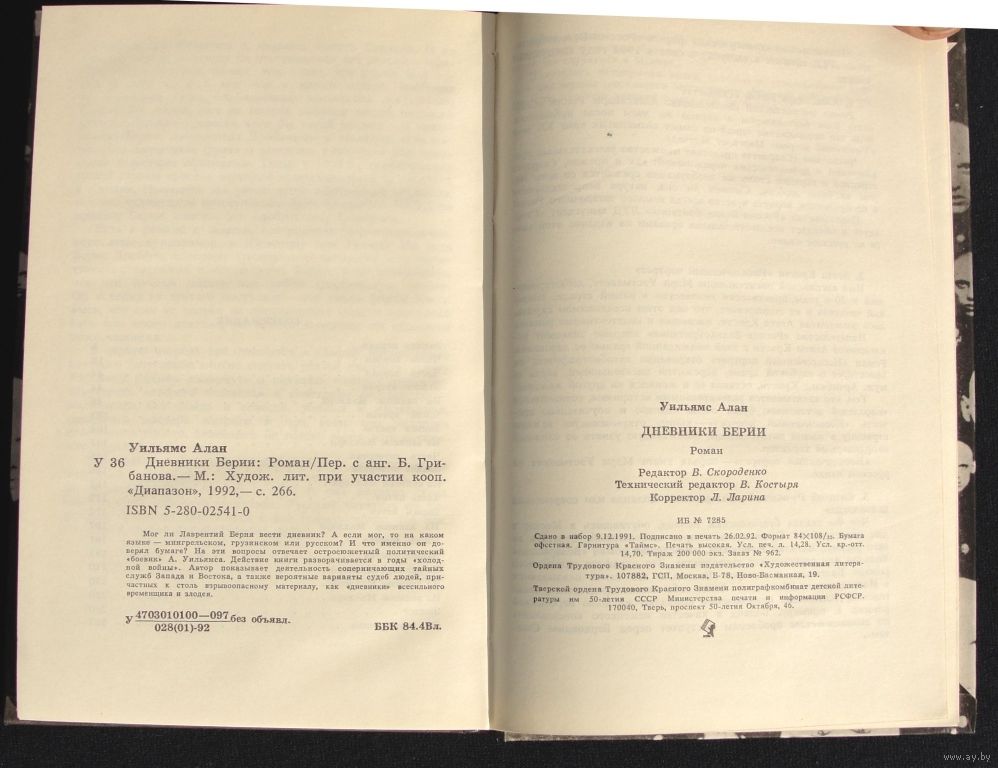 Уильямс Алан
У 36 Дневники Берии: Роман/Пер. с анг. Б. Гри-
банова.— М.: Худож. лит. при участии кооп.
«Диапазон», 1992,— с. 266.
ISBN 5-280-02541-0
Мог ли Лаврентий Берия вести дневник? А если мог, то на каком
языке — мингрельском, грузинском или русском? И что именно он до-
верял бумаге? На эти вопросы отвечает остросюжетный политический
«боевик» А. Уильямса. Действие книги разворачивается в годы «холод-
ной войны». Автор показывает деятельность соперничающих тайных
служб Запада и Востока, а также вероятные варианты судеб людей, при-
частных к столь взрывоопасному материалу, как «дневники» всесильного
временщика и злодея.
У 4703010100—097 без объявл.
028(01)-92
ББК 84.4Вл.
Уильямс Алан
ДНЕВНИКИ БЕРИИ
Роман
Редактор В. Скороденко
Технический редактор В. Костыря
Корректор Л. Ларина
ИБ № 7285
Сдано в набор 9.12.1991. Подписано в печать 26.02.92. Формат 84×108/32. Бумага
офстная. Гарнитура «Таймс». Печать высокая. Усл. печ. л. 14,28. Усл. кр.-отт.
14,70. Тираж 200 000 экз. Заказ № 962.
Ордена Трудового Красного Знамени издательство «Художественная литера-
тура». 107882, ГСП, Москва, Б-78, Ново-Басманная, 19.
Тверской ордена Трудового Красного Знамени полиграфкомбинат детской лите-
ратуры им 50-летия СССР Министерства печати и информации РСФСР.
170040, Тверь, проспект 50-летия Октября, 46.
www.ay.by